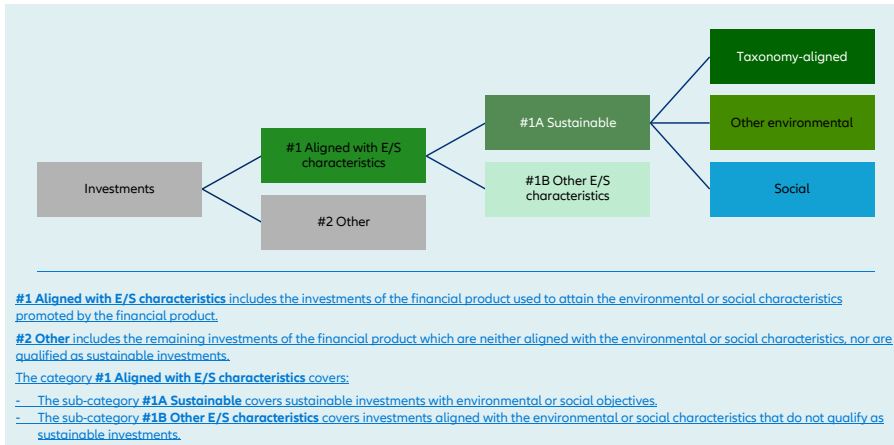 Taxonomy-aligned
#1A Sustainable
Other environmental
#1 Aligned with E/S
characteristics
Investments
#1B Other E/S
characteristics
Social
#2 Other
#1 Aligned with E/S characteristics includes the investments of the financial product used to attain the environmental or social characteristics
promoted by the financial product.
#2 Other includes the remaining investments of the financial product which are neither aligned with the environmental or social characteristics, nor are
qualified as sustainable investments.
The category #1 Aligned with E/S characteristics covers:
- The sub-category #1A Sustainable covers sustainable investments with environmental or social objectives.
- The sub-category #1B Other E/S characteristics covers investments aligned with the environmental or social characteristics that do not qualify as
sustainable investments.